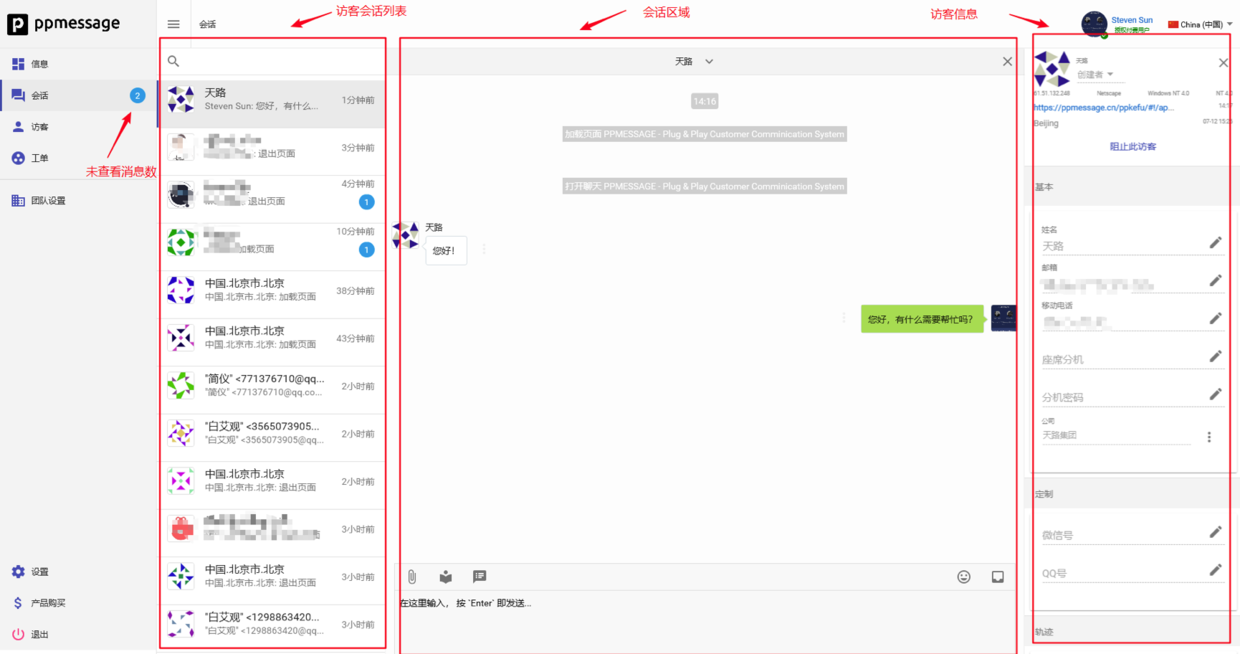 ppmessage
会话
访客会话列表
会话区域
访客信息
Steven Sun
China (中国)
信息
会话
2
访客
工单
团队设置
未查看消息数
设置
产品购买
退出
天路
Steven Sun: 您好，有什么...
1分钟前
: 退出页面
3分钟前
退出页面
4分钟前
1
加载页面
10分钟前
1
中国.北京市.北京
中国.北京市.北京: 加载页面
38分钟前
中国.北京市.北京
中国.北京市.北京: 加载页面
43分钟前
"简仪" <771376710@qq...
"简仪" <771376710@qq.co...
2小时前
"白艾观" <3565073905...
"白艾观" <3565073905@qq...
2小时前
中国.北京市.北京
中国.北京市.北京: 退出页面
2小时前
3小时前
中国.北京市.北京
中国.北京市.北京: 退出页面
3小时前
"白艾观" <1298863420...
"白艾观" <1298863420@qq...
3小时前
天路
14:16
加载页面 PPMESSAGE - Plug & Play Customer Comminication System
打开聊天 PPMESSAGE - Plug & Play Customer Comminication System
天路
您好！
您好，有什么需要帮忙吗？
在这里输入， 按 `Enter` 即发送...
天路
创建者
61.51.132.248 Netscape Windows NT 4.0 NT 4.0
https://ppmessage.cn/ppkefu/#!/ap...
Beijing
07-12 15:25
阻止此访客
基本
姓名
天路
邮箱
移动电话
座席分机
分机密码
公司
天路集团
定制
微信号
QQ号
轨迹